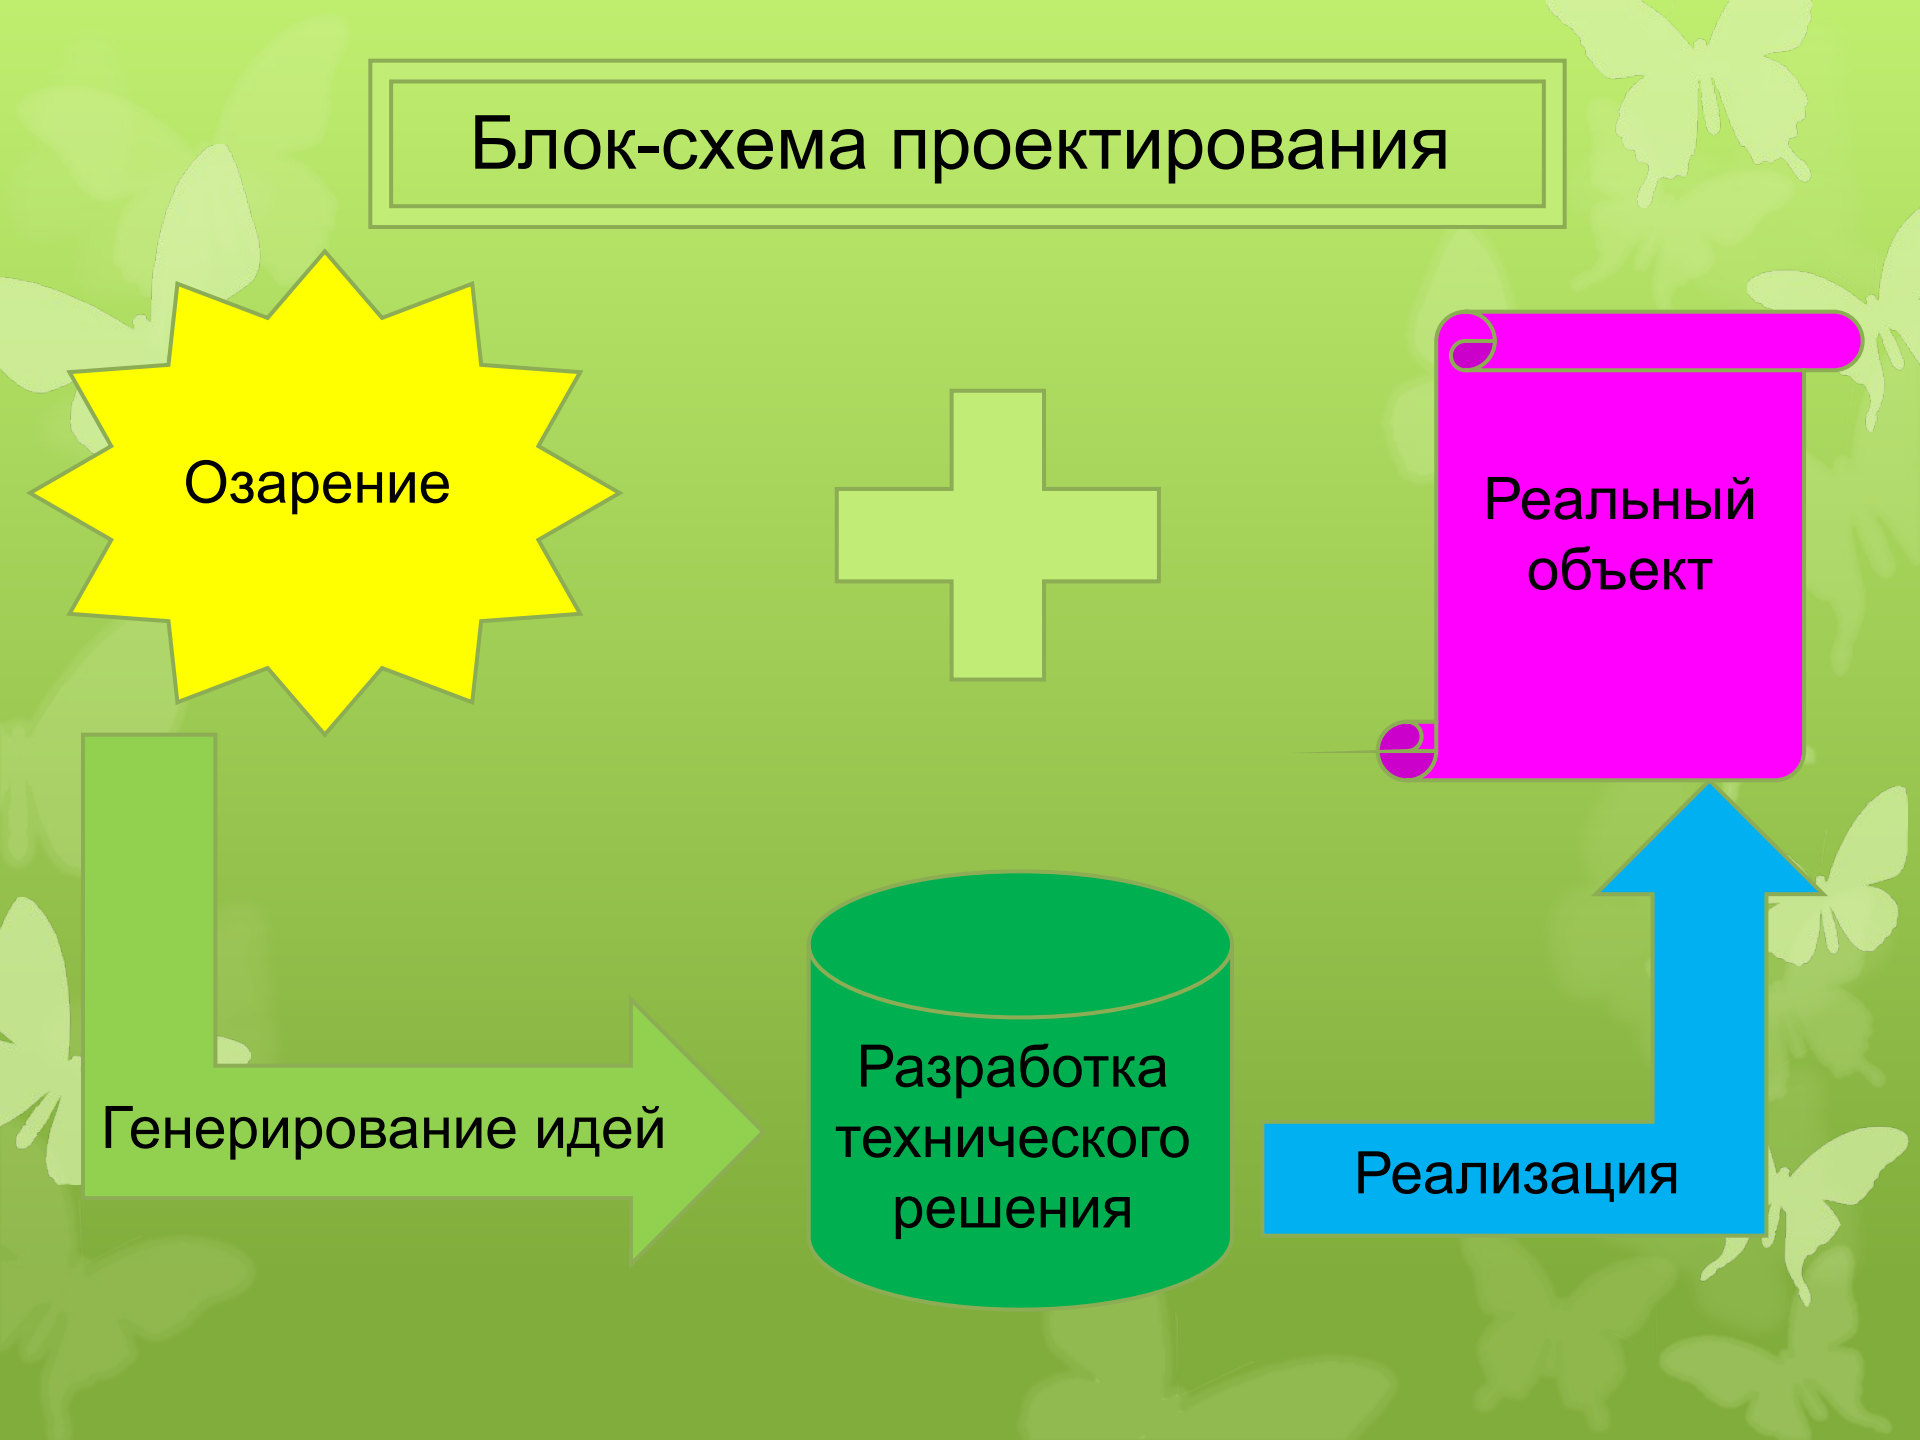 Блок-схема проектирования
Озарение
Реальный
объект
Генерирование идей
Разработка
технического
решения
Реализация